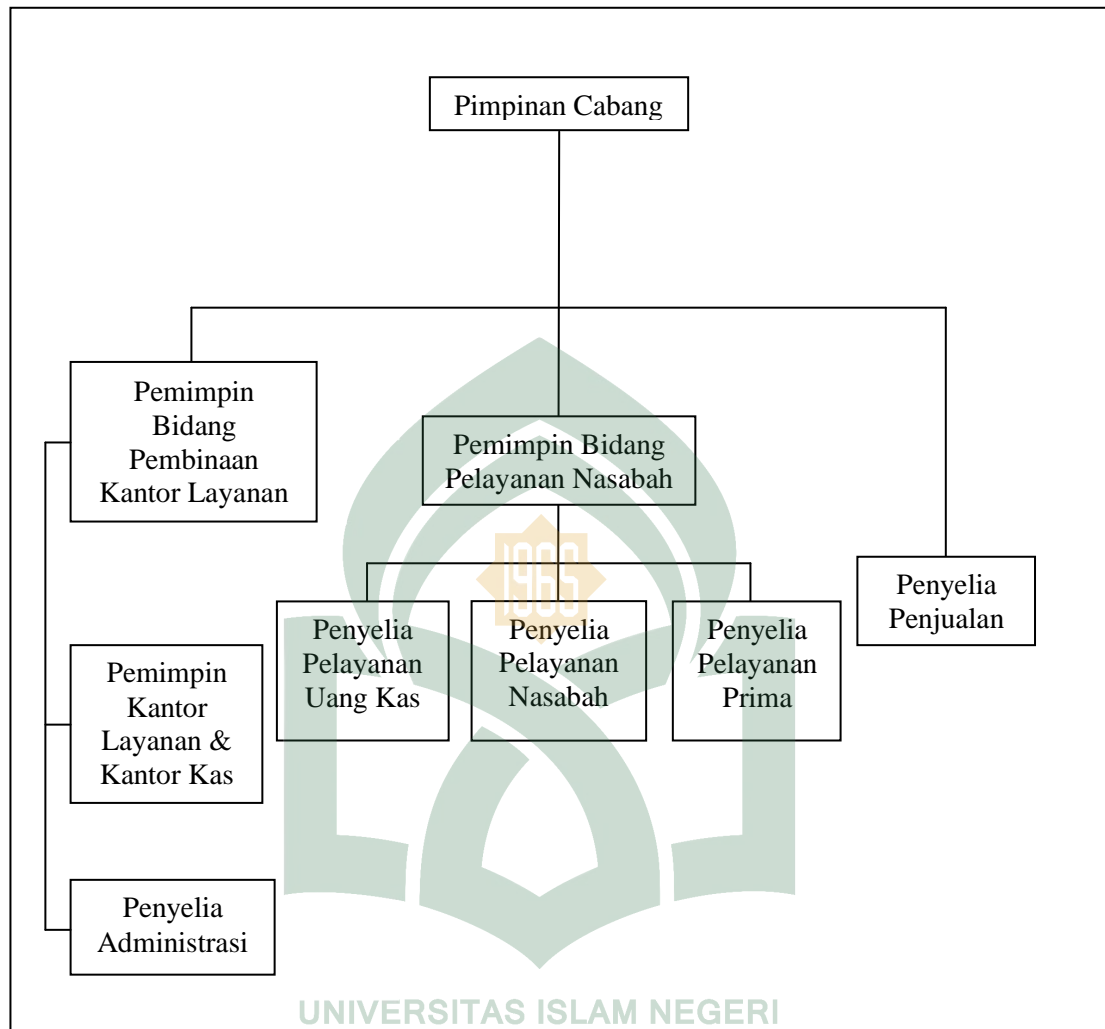 Pimpinan Cabang
Pemimpin
Bidang
Pembinaan
Kantor Layanan
Pemimpin Bidang
Pelayanan Nasabah
Penyelia
Penjualan
Penyelia
Pelayanan
Uang Kas
Penyelia
Pelayanan
Nasabah
Penyelia
Pelayanan
Prima
Pemimpin
Kantor
Layanan &
Kantor Kas
Penyelia
Administrasi
1965
UNIVERSITAS ISLAM NEGERI